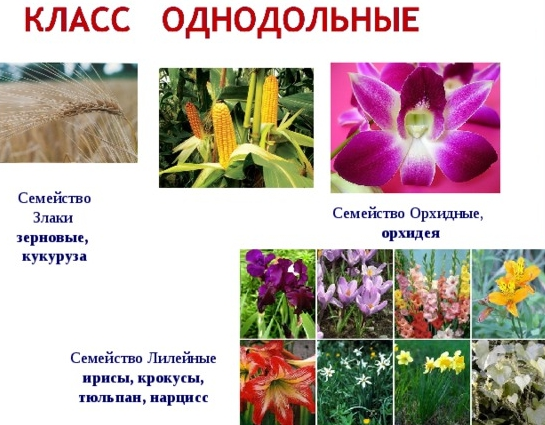 КЛАСС ОДНОДОЛЬНЫЕ
Семейство
Злаки
зерновые,
кукуруза
Семейство Орхидные,
орхидея
Семейство Лилейные
ирисы, крокусы,
тюльпан, нарцисс